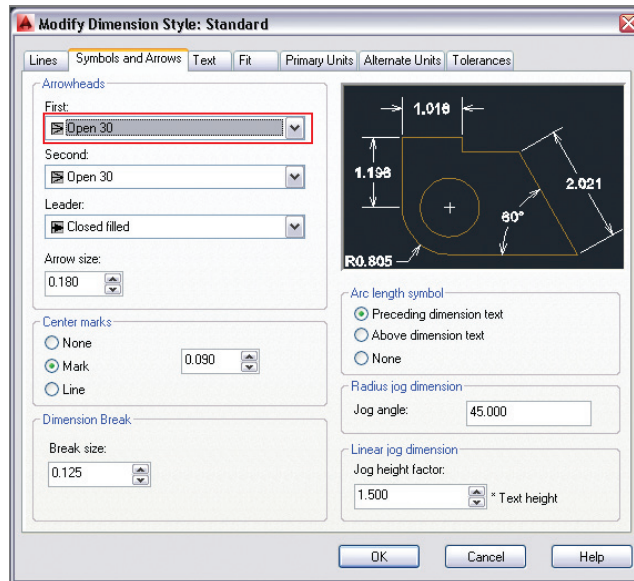 Modify Dimension Style: Standard
Lines Symbols and Arrows Text Fit Primary Units Alternate Units Tolerances
Arrowheads
First:
Open 30
Second:
Open 30
Leader:
Closed filled
Arrow size:
0.180
Center marks
None
Mark
0.090
Line
Dimension Break
Break size:
0.125
1.016
1.196
2.021
60°
R0.805
Arc length symbol
Preceding dimension text
Above dimension text
None
Radius jog dimension
Jog angle:
45.000
Linear jog dimension
Jog height factor:
1.500
* Text height
OK Cancel Help